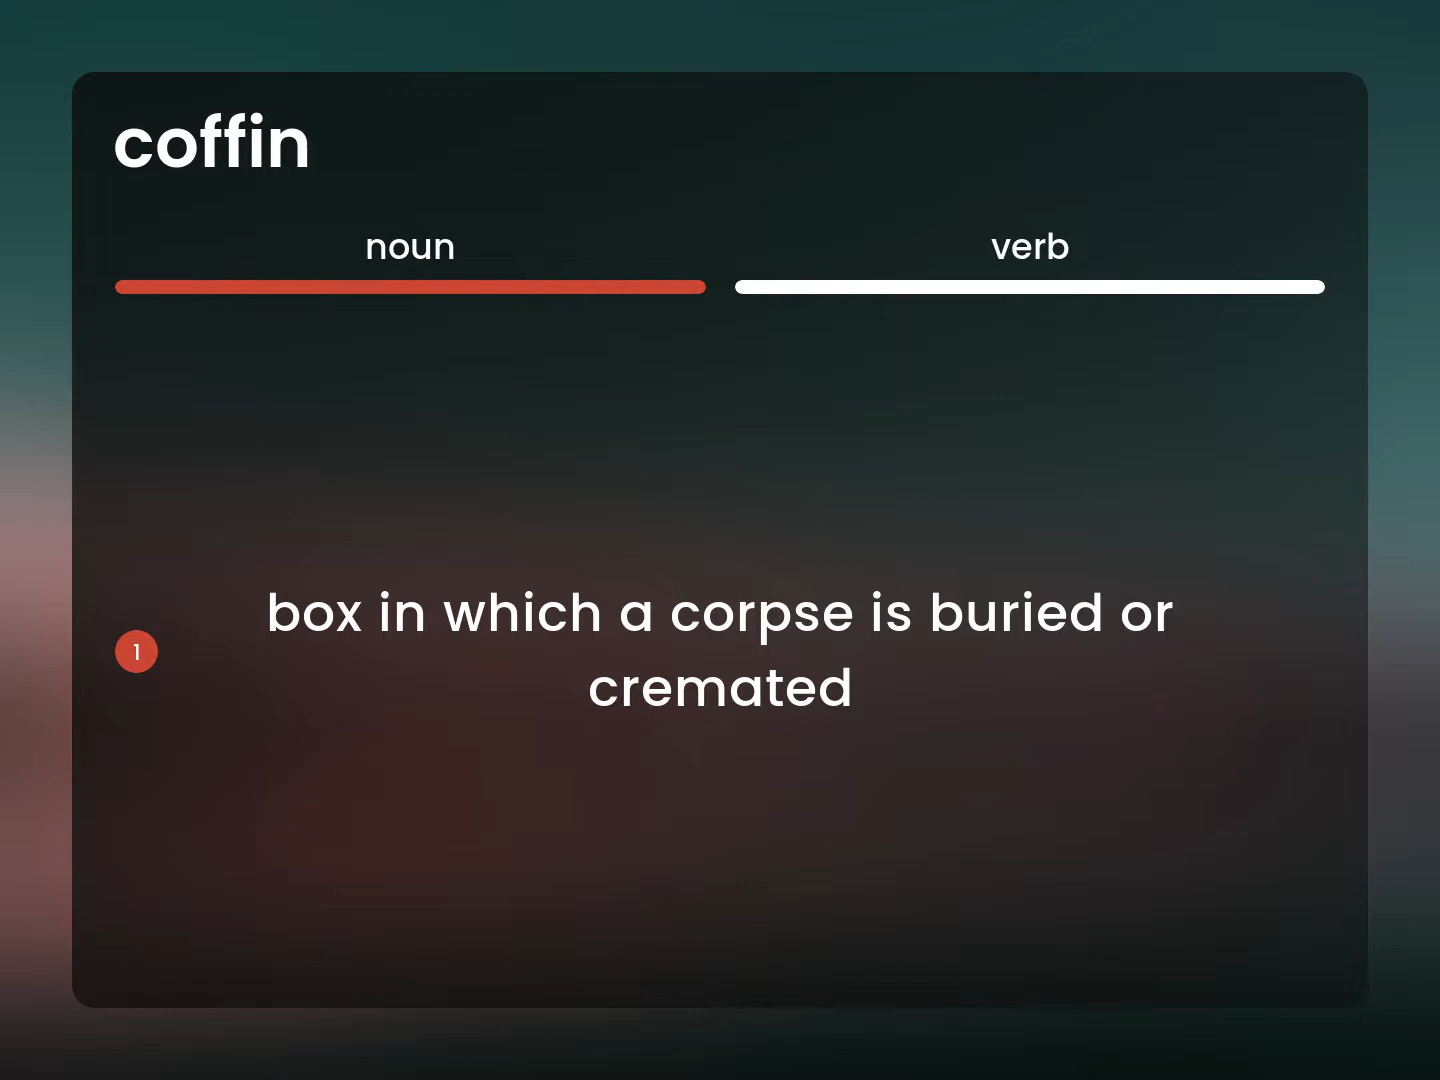 coffin
noun
verb
1
box in which a corpse is buried or
cremated